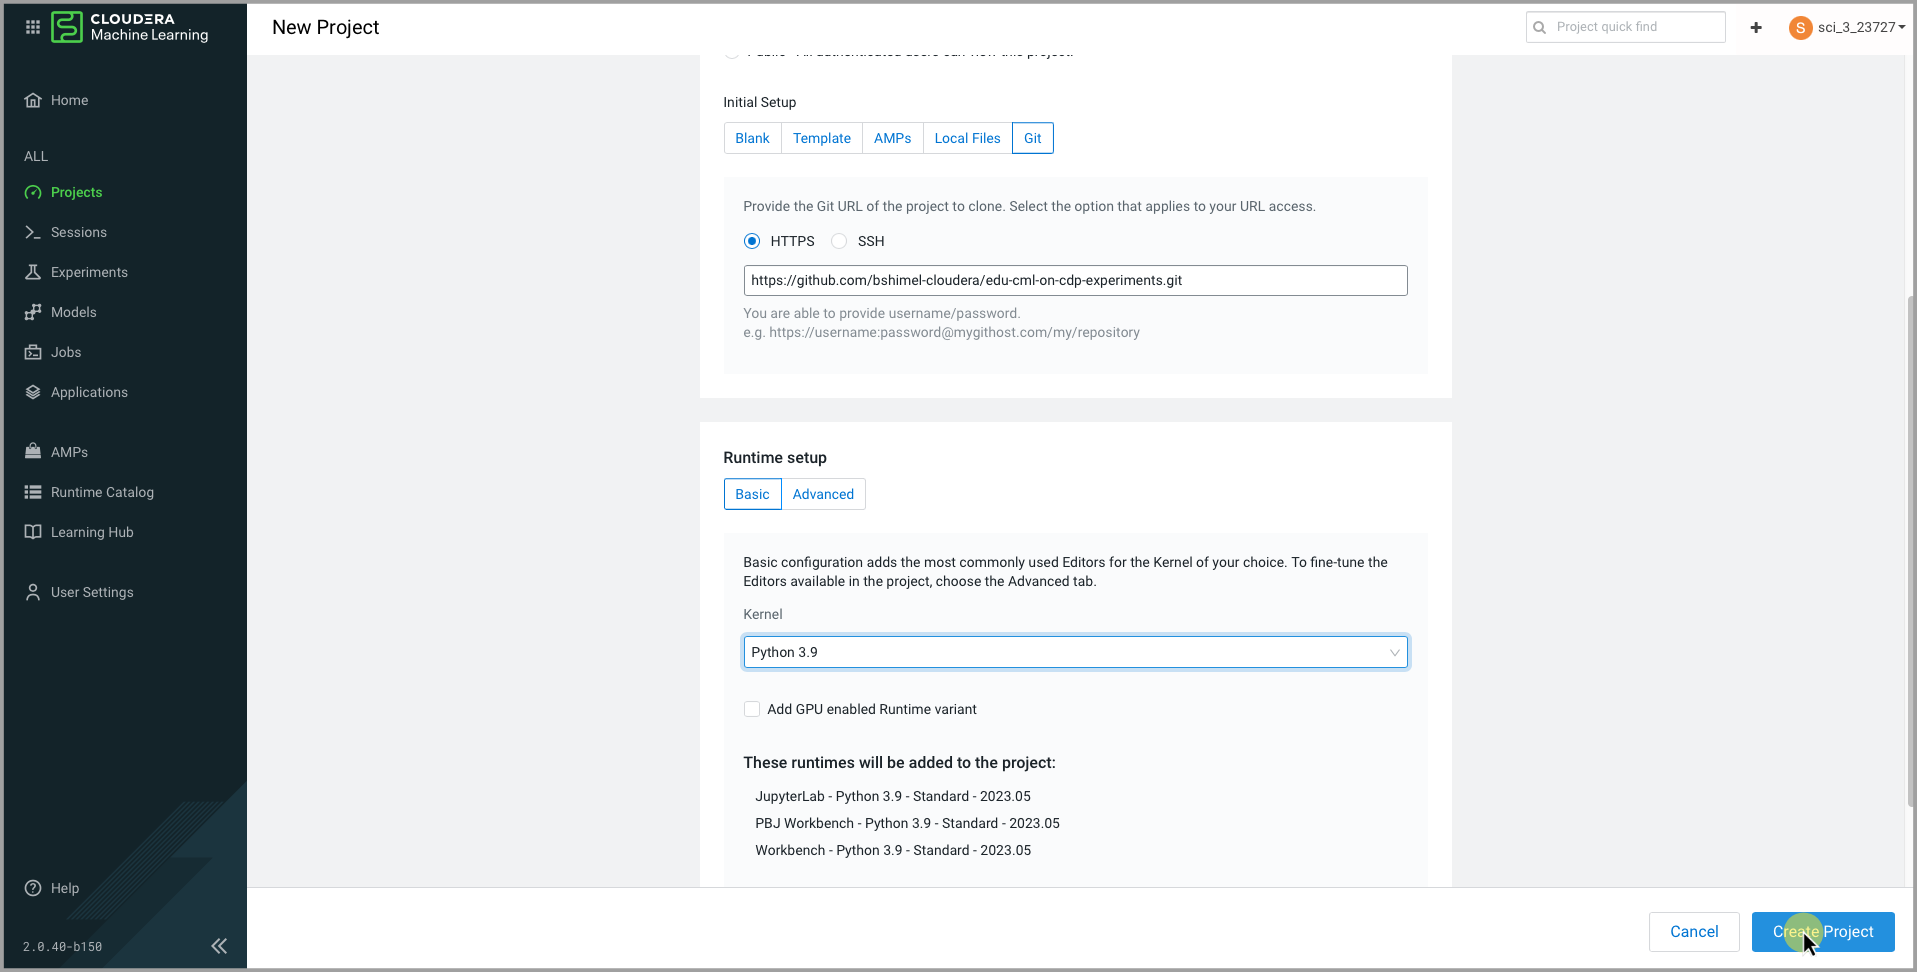 CLOUDERA
Machine Learning
New Project
Project quick find
S
sci_3_23727
Home
ALL
Projects
Sessions
Experiments
Models
Jobs
Applications
AMPs
Runtime Catalog
Learning Hub
User Settings
Help
2.0.40-b150
Initial Setup
Blank
Template
AMPs
Local Files
Git
Provide the Git URL of the project to clone. Select the option that applies to your URL access.
HTTPS
SSH
https://github.com/bshimel-cloudera/edu-cml-on-cdp-experiments.git
You are able to provide username/password.
e.g. https://username:password@mygithost.com/my/repository
Runtime setup
Basic
Advanced
Basic configuration adds the most commonly used Editors for the Kernel of your choice. To fine-tune the
Editors available in the project, choose the Advanced tab.
Kernel
Python 3.9
Add GPU enabled Runtime variant
These runtimes will be added to the project:
JupyterLab - Python 3.9 - Standard - 2023.05
PBJ Workbench - Python 3.9 - Standard - 2023.05
Workbench - Python 3.9 - Standard - 2023.05
Cancel
Create Project